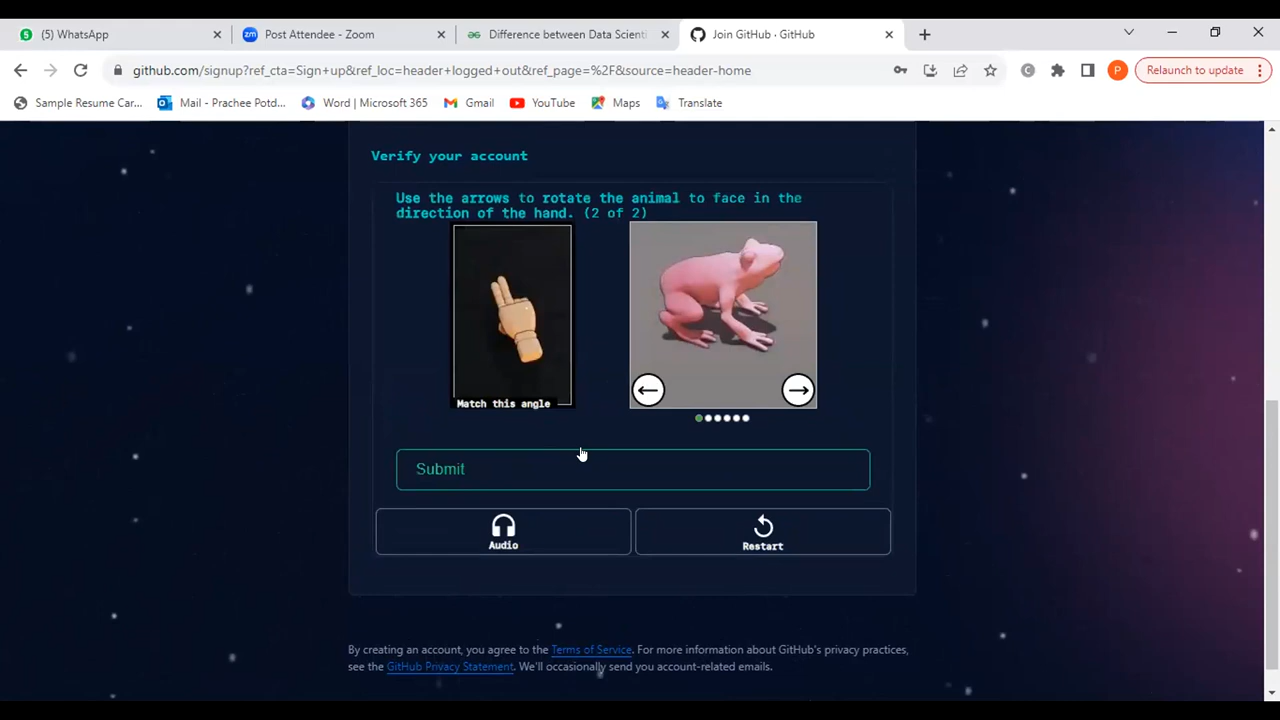 5 (5) WhatsApp
zm Post Attendee - Zoom
Difference between Data Scienti
Join GitHub · GitHub
github.com/signup?ref_cta=Sign+up&ref_loc=header+logged+out&ref_page=%2F&source=header-home
C
P
Relaunch to update
Sample Resume Car...
Mail - Prachee Potd...
Word | Microsoft 365
Gmail
YouTube
Maps
Translate
Verify your account
Use the arrows to rotate the animal to face in the
direction of the hand. (2 of 2)
Match this angle
Submit
Audio
Restart
By creating an account, you agree to the Terms of Service. For more information about GitHub's privacy practices,
see the GitHub Privacy Statement. We'll occasionally send you account-related emails.